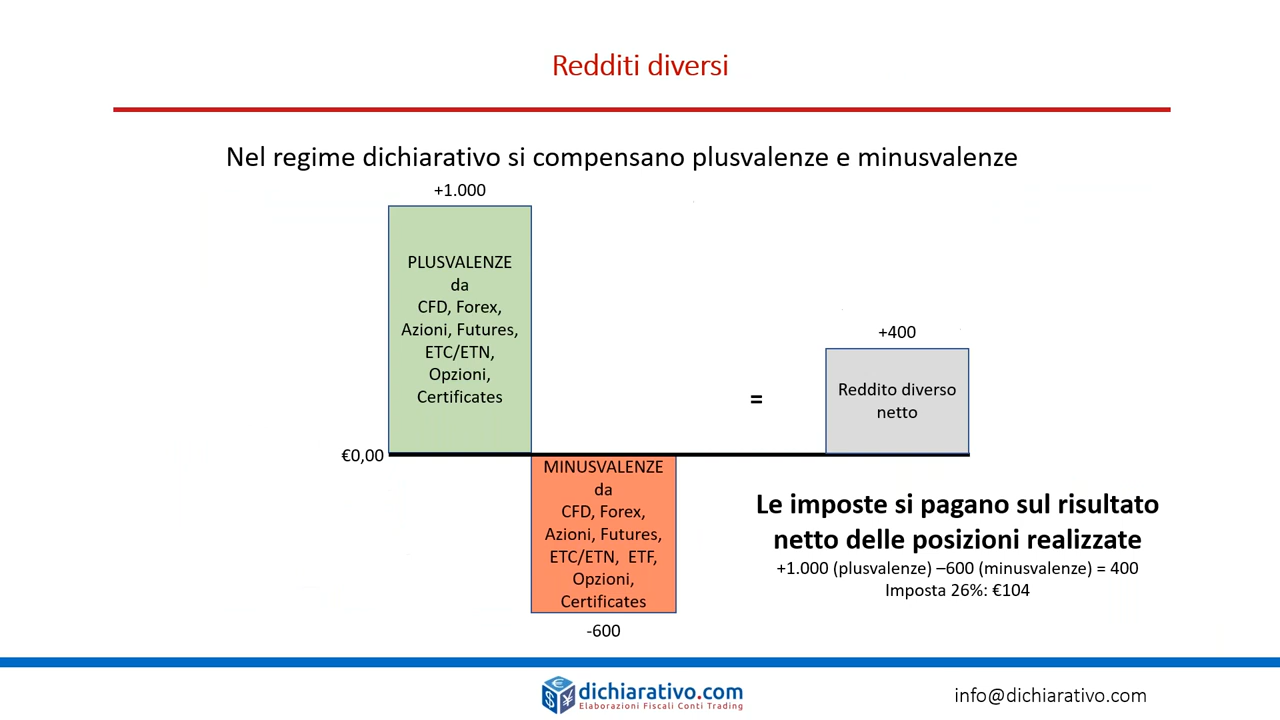 Redditi diversi
Nel regime dichiarativo si compensano plusvalenze e minusvalenze
+1.000
PLUSVALENZE
da
CFD, Forex,
Azioni, Futures,
ETC/ETN,
Opzioni,
Certificates
+400
Reddito diverso
netto
=
€0,00
MINUSVALENZE
da
CFD, Forex,
Azioni, Futures,
ETC/ETN, ETF,
Opzioni,
Certificates
-600
Le imposte si pagano sul risultato
netto delle posizioni realizzate
+1.000 (plusvalenze) –600 (minusvalenze) = 400
Imposta 26%: €104
€
$
¥
dichiarativo.com
Elaborazioni Fiscali Conti Trading
info@dichiarativo.com